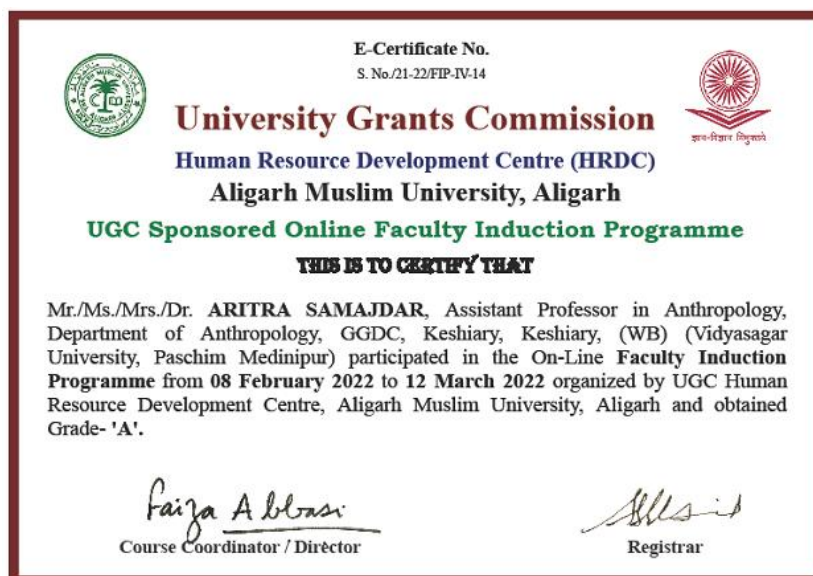 E-Certificate No.
S. No./21-22/FIP-IV-14
University Grants Commission
ज्ञान-विज्ञान विमुक्तये
Human Resource Development Centre (HRDC)
Aligarh Muslim University, Aligarh
UGC Sponsored Online Faculty Induction Programme
THIS IS TO CERTIFY THAT
Mr./Ms./Mrs./Dr. ARITRA SAMAJDAR, Assistant Professor in Anthropology,
Department of Anthropology, GGDC, Keshiary, Keshiary, (WB) (Vidyasagar
University, Paschim Medinipur) participated in the On-Line Faculty Induction
Programme from 08 February 2022 to 12 March 2022 organized by UGC Human
Resource Development Centre, Aligarh Muslim University, Aligarh and obtained
Grade- 'A'.
Faiza Abbasi
Course Coordinator / Director
Registrar